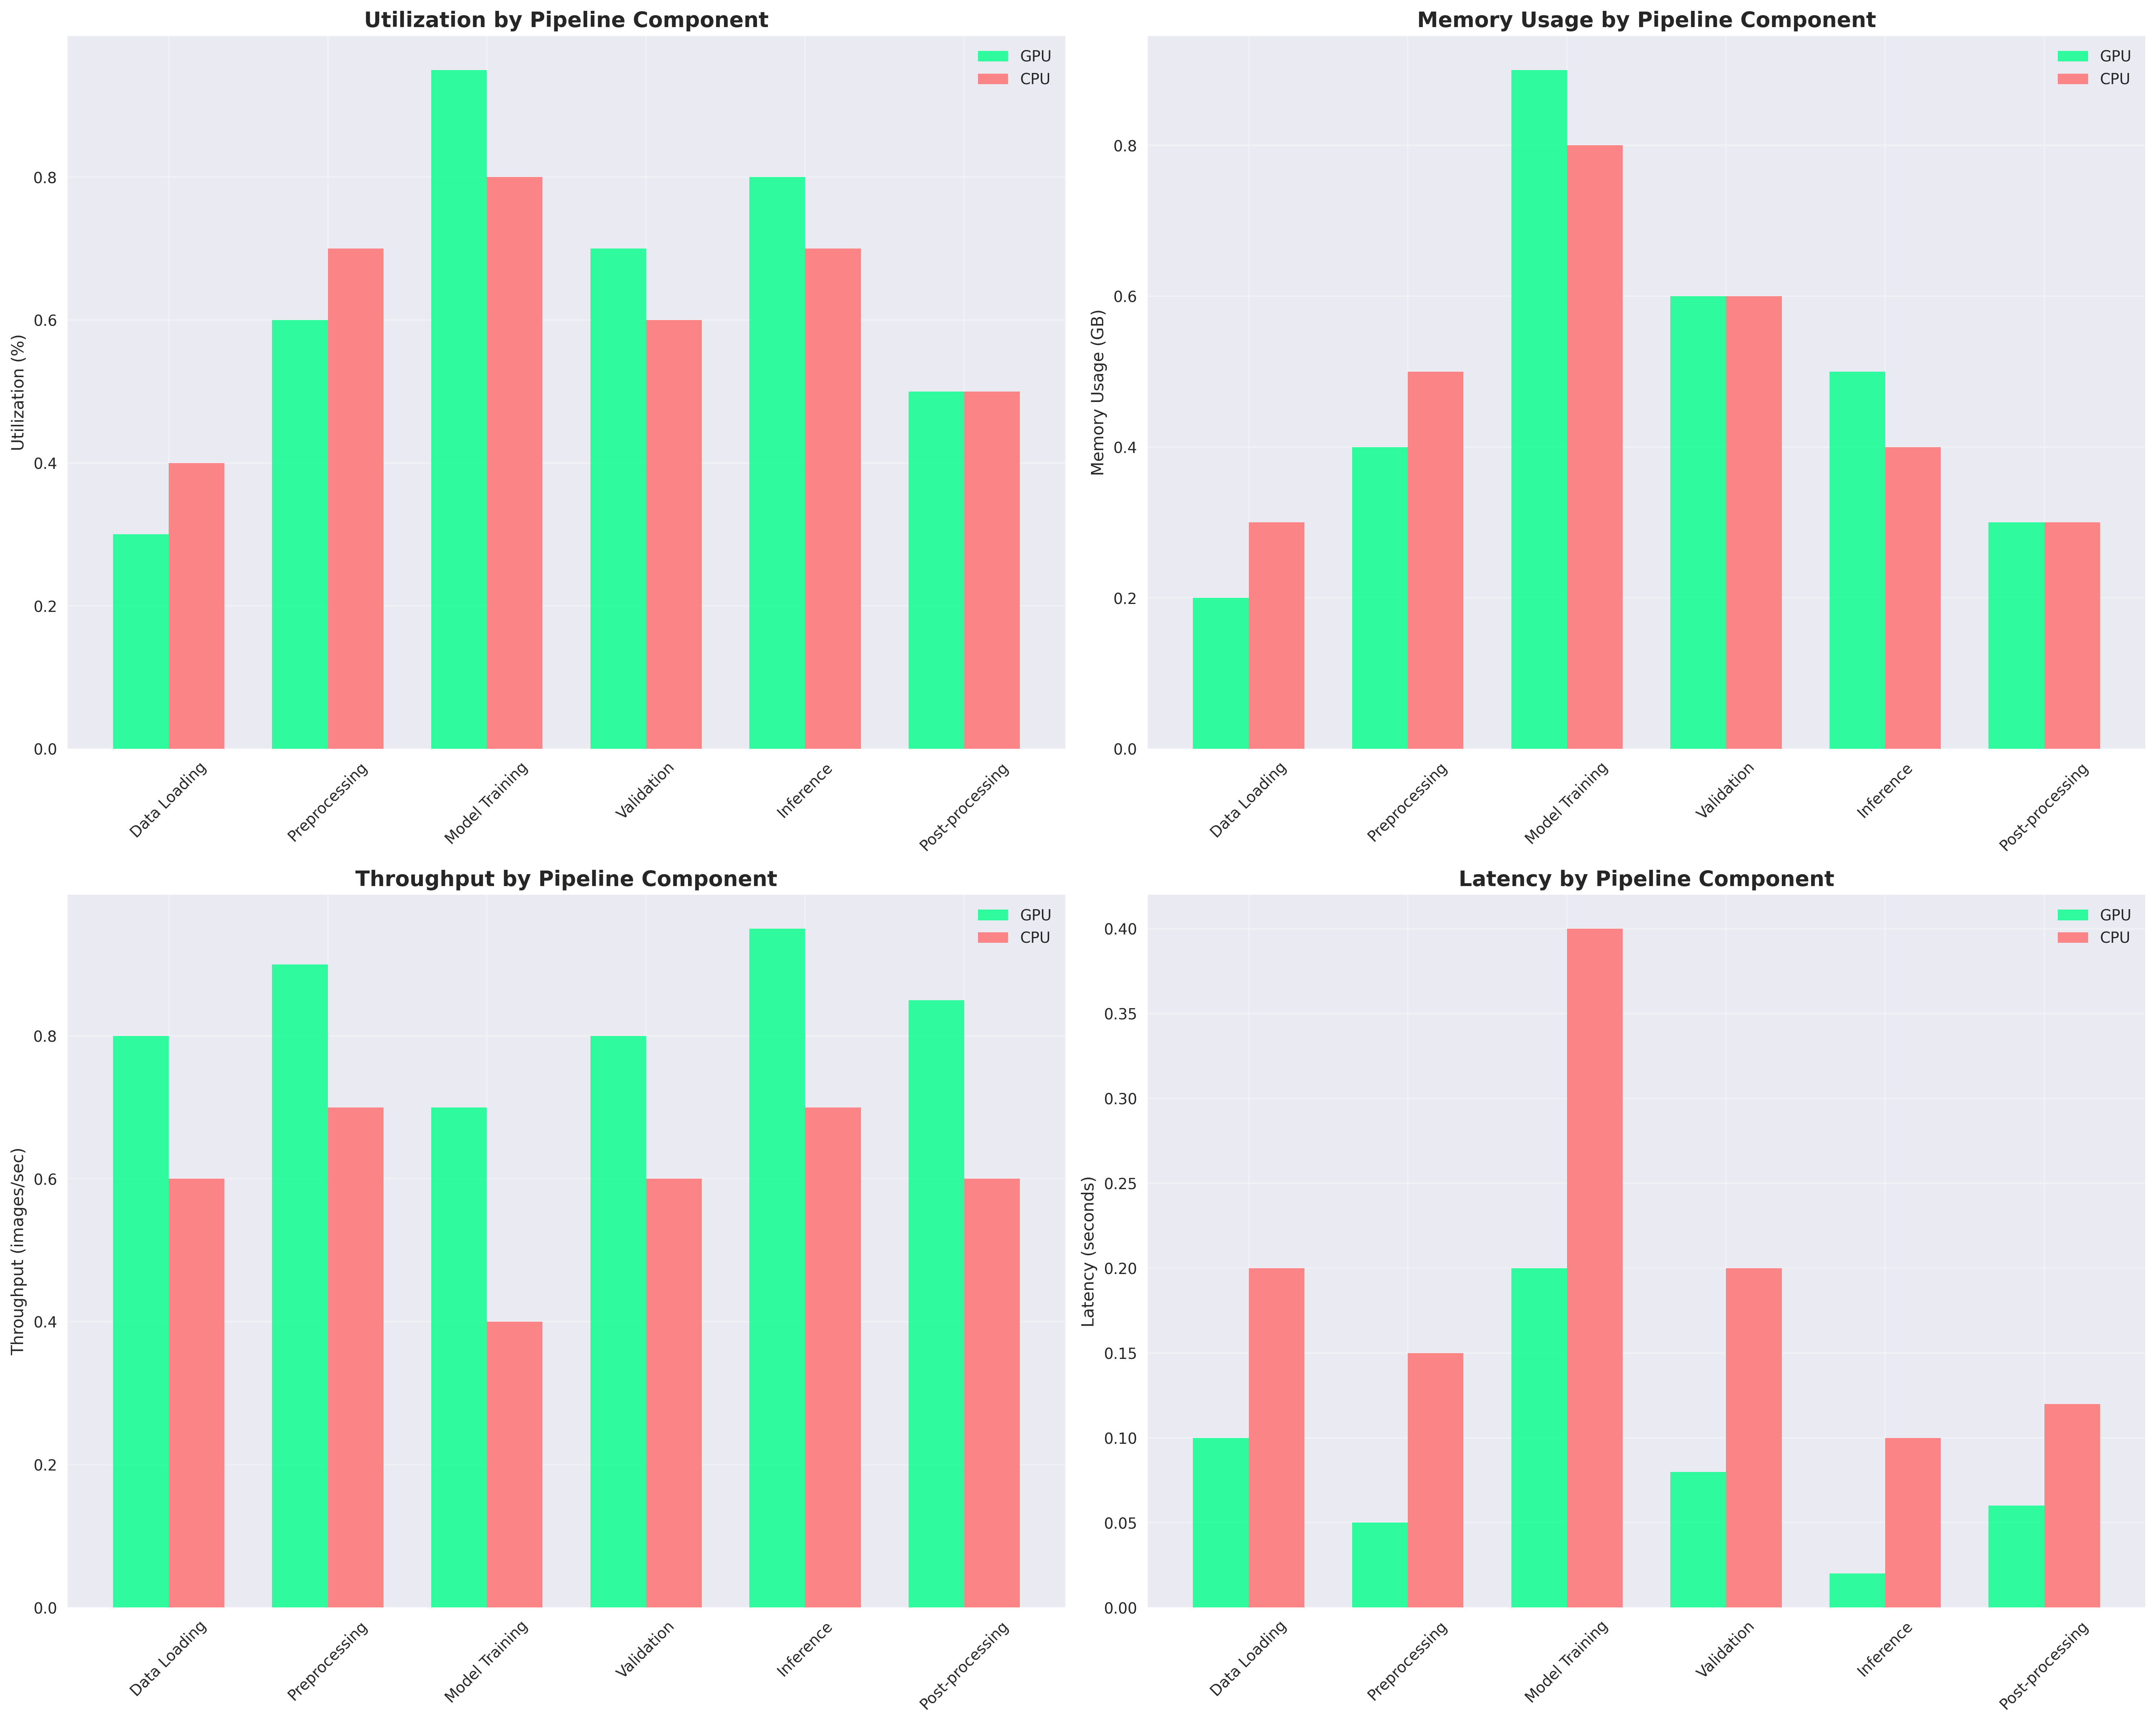 Utilization by Pipeline Component
GPU
CPU
Utilization (%)
0.8
0.6
0.4
0.2
0.0
Data Loading
Preprocessing
Model Training
Validation
Inference
Post-processing
Memory Usage by Pipeline Component
GPU
CPU
Memory Usage (GB)
0.8
0.6
0.4
0.2
0.0
Data Loading
Preprocessing
Model Training
Validation
Inference
Post-processing
Throughput by Pipeline Component
GPU
CPU
Throughput (images/sec)
0.8
0.6
0.4
0.2
0.0
Data Loading
Preprocessing
Model Training
Validation
Inference
Post-processing
Latency by Pipeline Component
GPU
CPU
Latency (seconds)
0.40
0.35
0.30
0.25
0.20
0.15
0.10
0.05
0.00
Data Loading
Preprocessing
Model Training
Validation
Inference
Post-processing